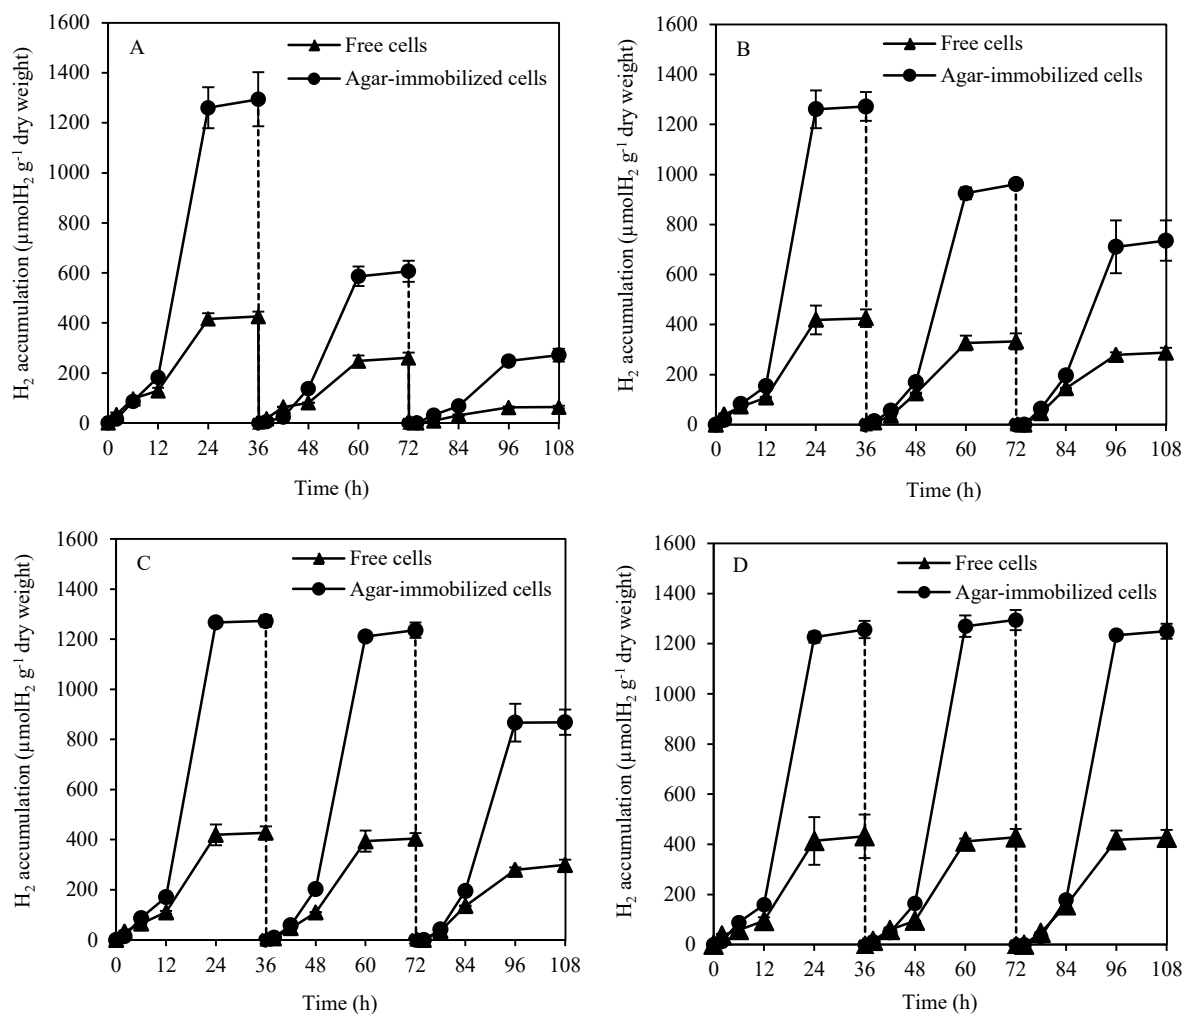 A
Free cells
Agar-immobilized cells
H₂ accumulation (µmolH₂ g⁻¹ dry weight)
1600
1400
1200
1000
800
600
400
200
0
0 12 24 36 48 60 72 84 96 108
Time (h)
B
Free cells
Agar-immobilized cells
H₂ accumulation (µmolH₂ g⁻¹ dry weight)
1600
1400
1200
1000
800
600
400
200
0
0 12 24 36 48 60 72 84 96 108
Time (h)
C
Free cells
Agar-immobilized cells
H₂ accumulation (µmolH₂ g⁻¹ dry weight)
1600
1400
1200
1000
800
600
400
200
0
0 12 24 36 48 60 72 84 96 108
Time (h)
D
Free cells
Agar-immobilized cells
H₂ accumulation (µmolH₂ g⁻¹ dry weight)
1600
1400
1200
1000
800
600
400
200
0
0 12 24 36 48 60 72 84 96 108
Time (h)